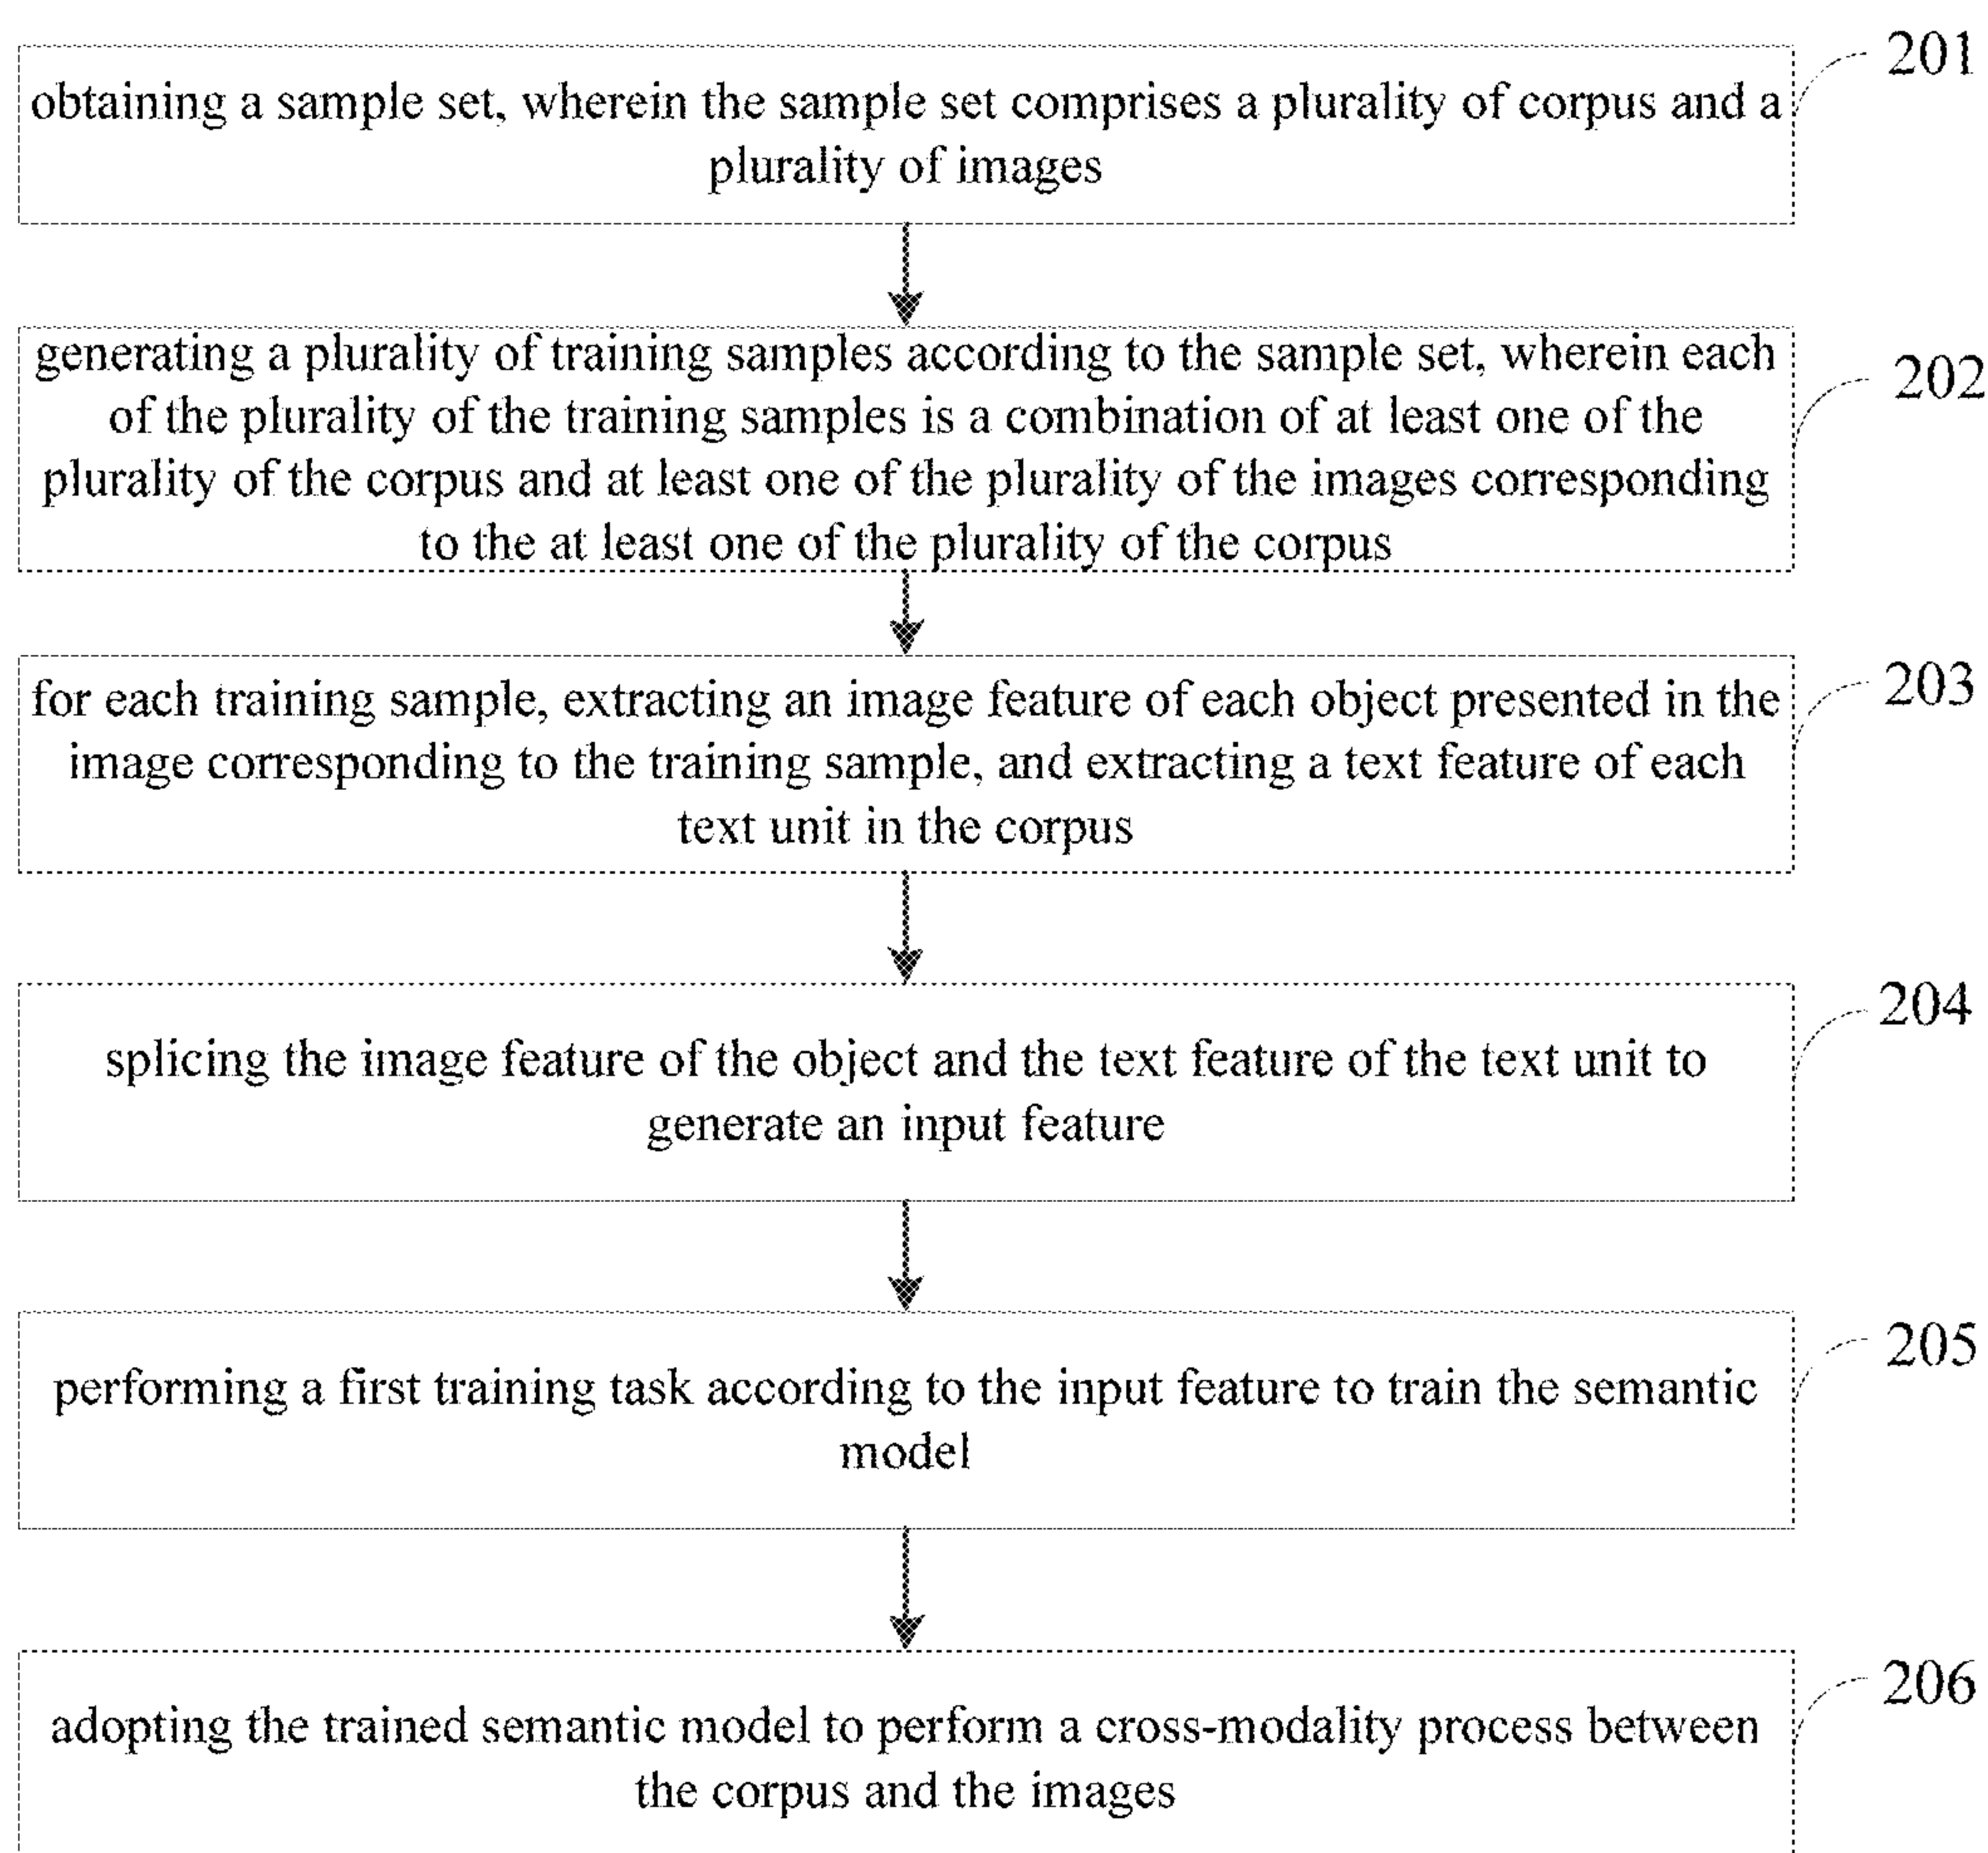 201
obtaining a sample set, wherein the sample set comprises a plurality of corpus and a
plurality of images
202
generating a plurality of training samples according to the sample set, wherein each
of the plurality of the training samples is a combination of at least one of the
plurality of the corpus and at least one of the plurality of the images corresponding
to the at least one of the plurality of the corpus
203
for each training sample, extracting an image feature of each object presented in the
image corresponding to the training sample, and extracting a text feature of each
text unit in the corpus
204
splicing the image feature of the object and the text feature of the text unit to
generate an input feature
205
performing a first training task according to the input feature to train the semantic
model
206
adopting the trained semantic model to perform a cross-modality process between
the corpus and the images